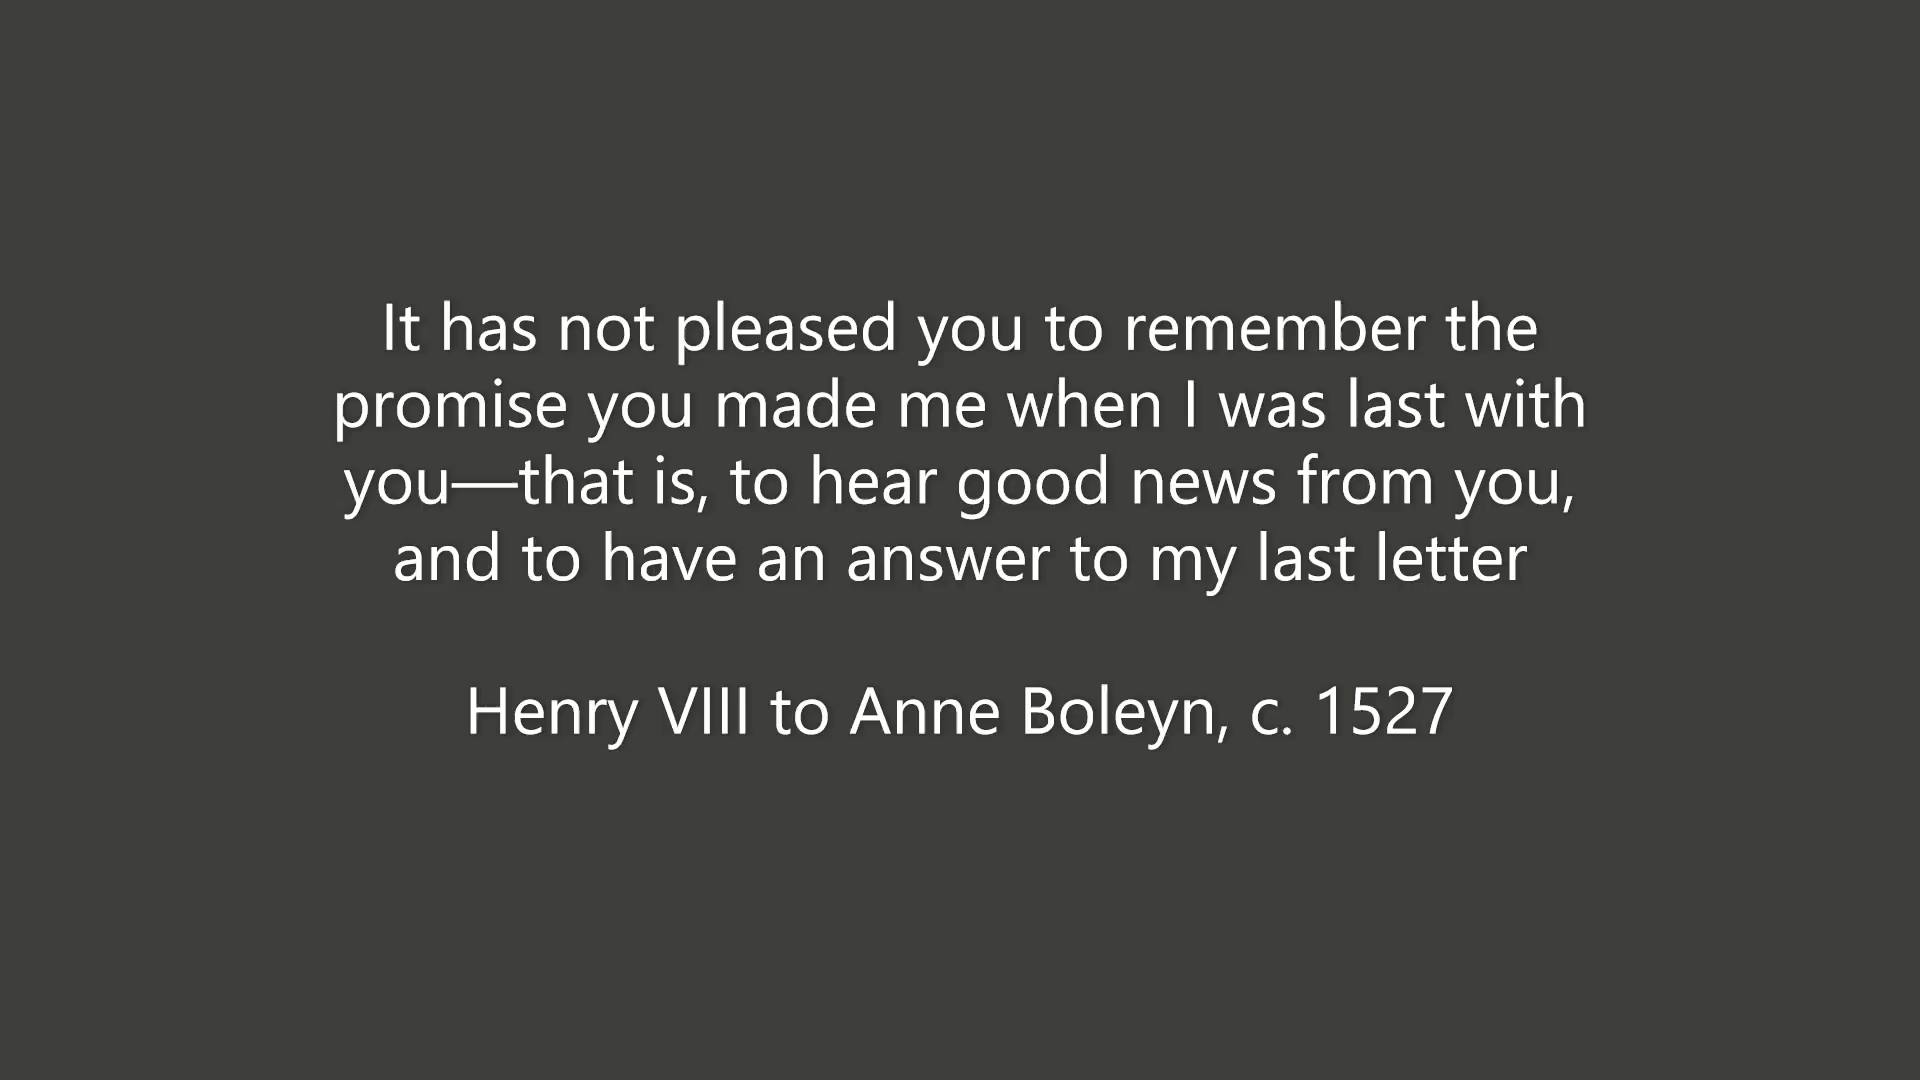 It has not pleased you to remember the
promise you made me when I was last with
you—that is, to hear good news from you,
and to have an answer to my last letter
Henry VIII to Anne Boleyn, c. 1527